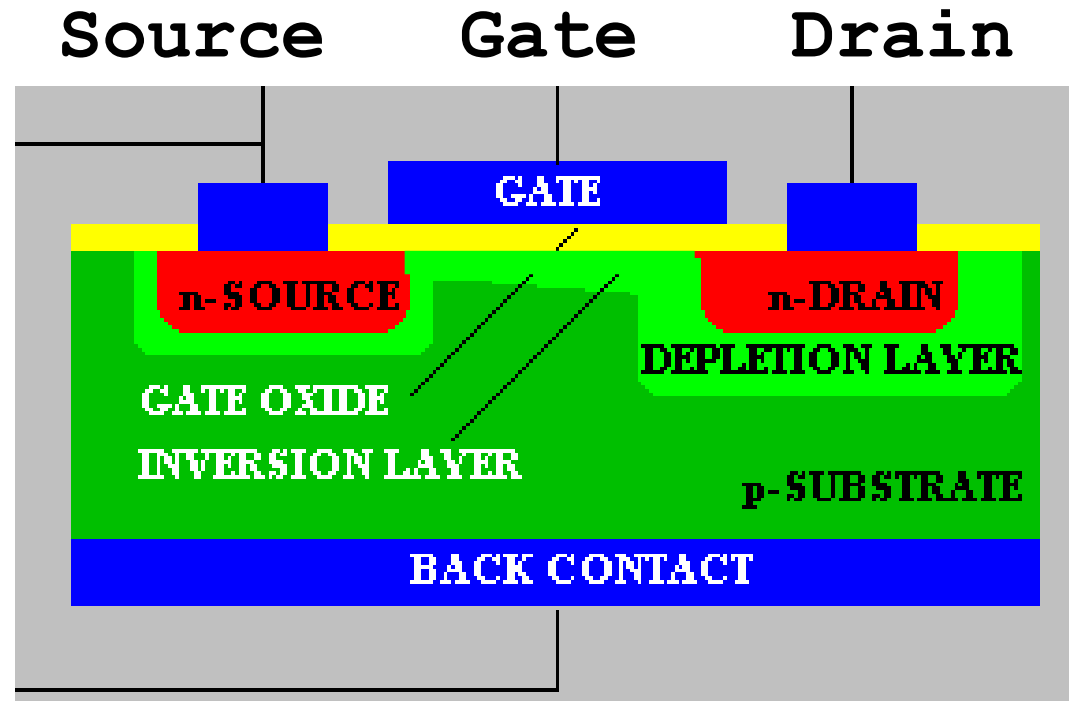 Source Gate Drain
GATE
n-SOURCE n-DRAIN
DEPLETION LAYER
GATE OXIDE
INVERSION LAYER
p-SUBSTRATE
BACK CONTACT